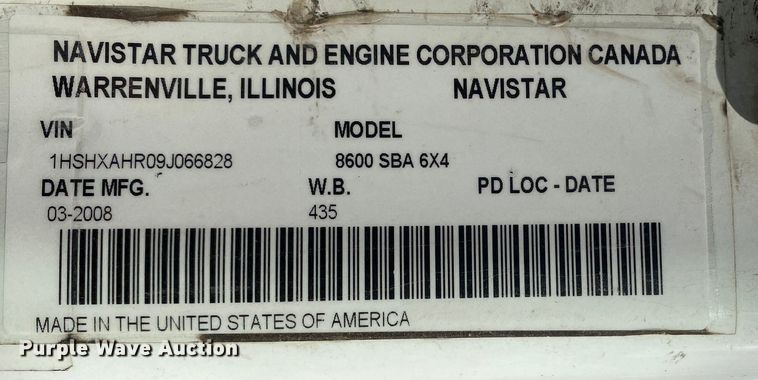 NAVISTAR TRUCK AND ENGINE CORPORATION CANADA
WARRENVILLE, ILLINOIS NAVISTAR
VIN MODEL
1HSHXAHR09J066828 8600 SBA 6X4
DATE MFG. W.B. PD LOC - DATE
03-2008 435
MADE IN THE UNITED STATES OF AMERICA
Purple Wave Auction